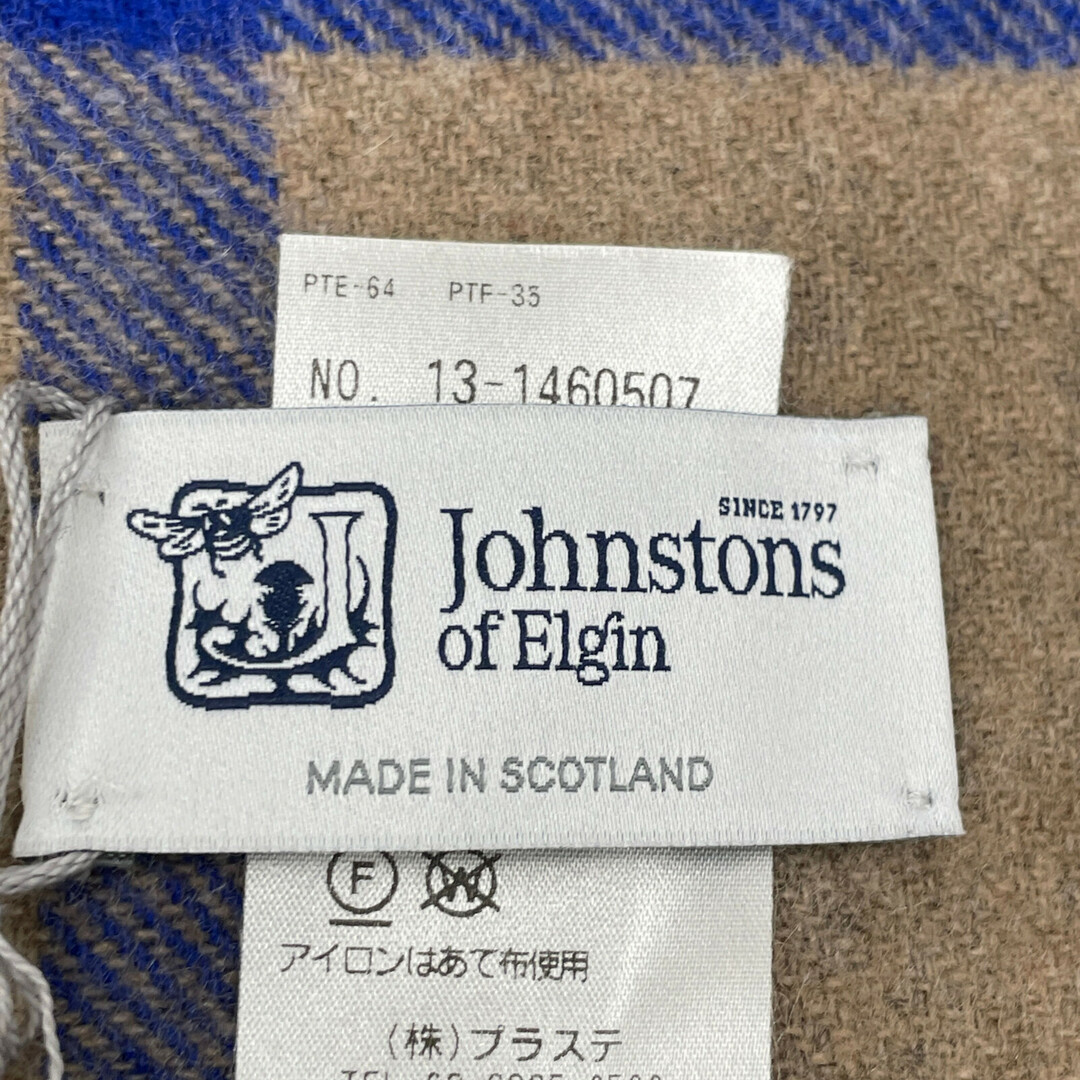 PTE-64 PTF-35
NO. 13-1460507
SINCE 1797
Johnstons
of Elgin
MADE IN SCOTLAND
F W
アイロンはあて布使用
(株)プラステ